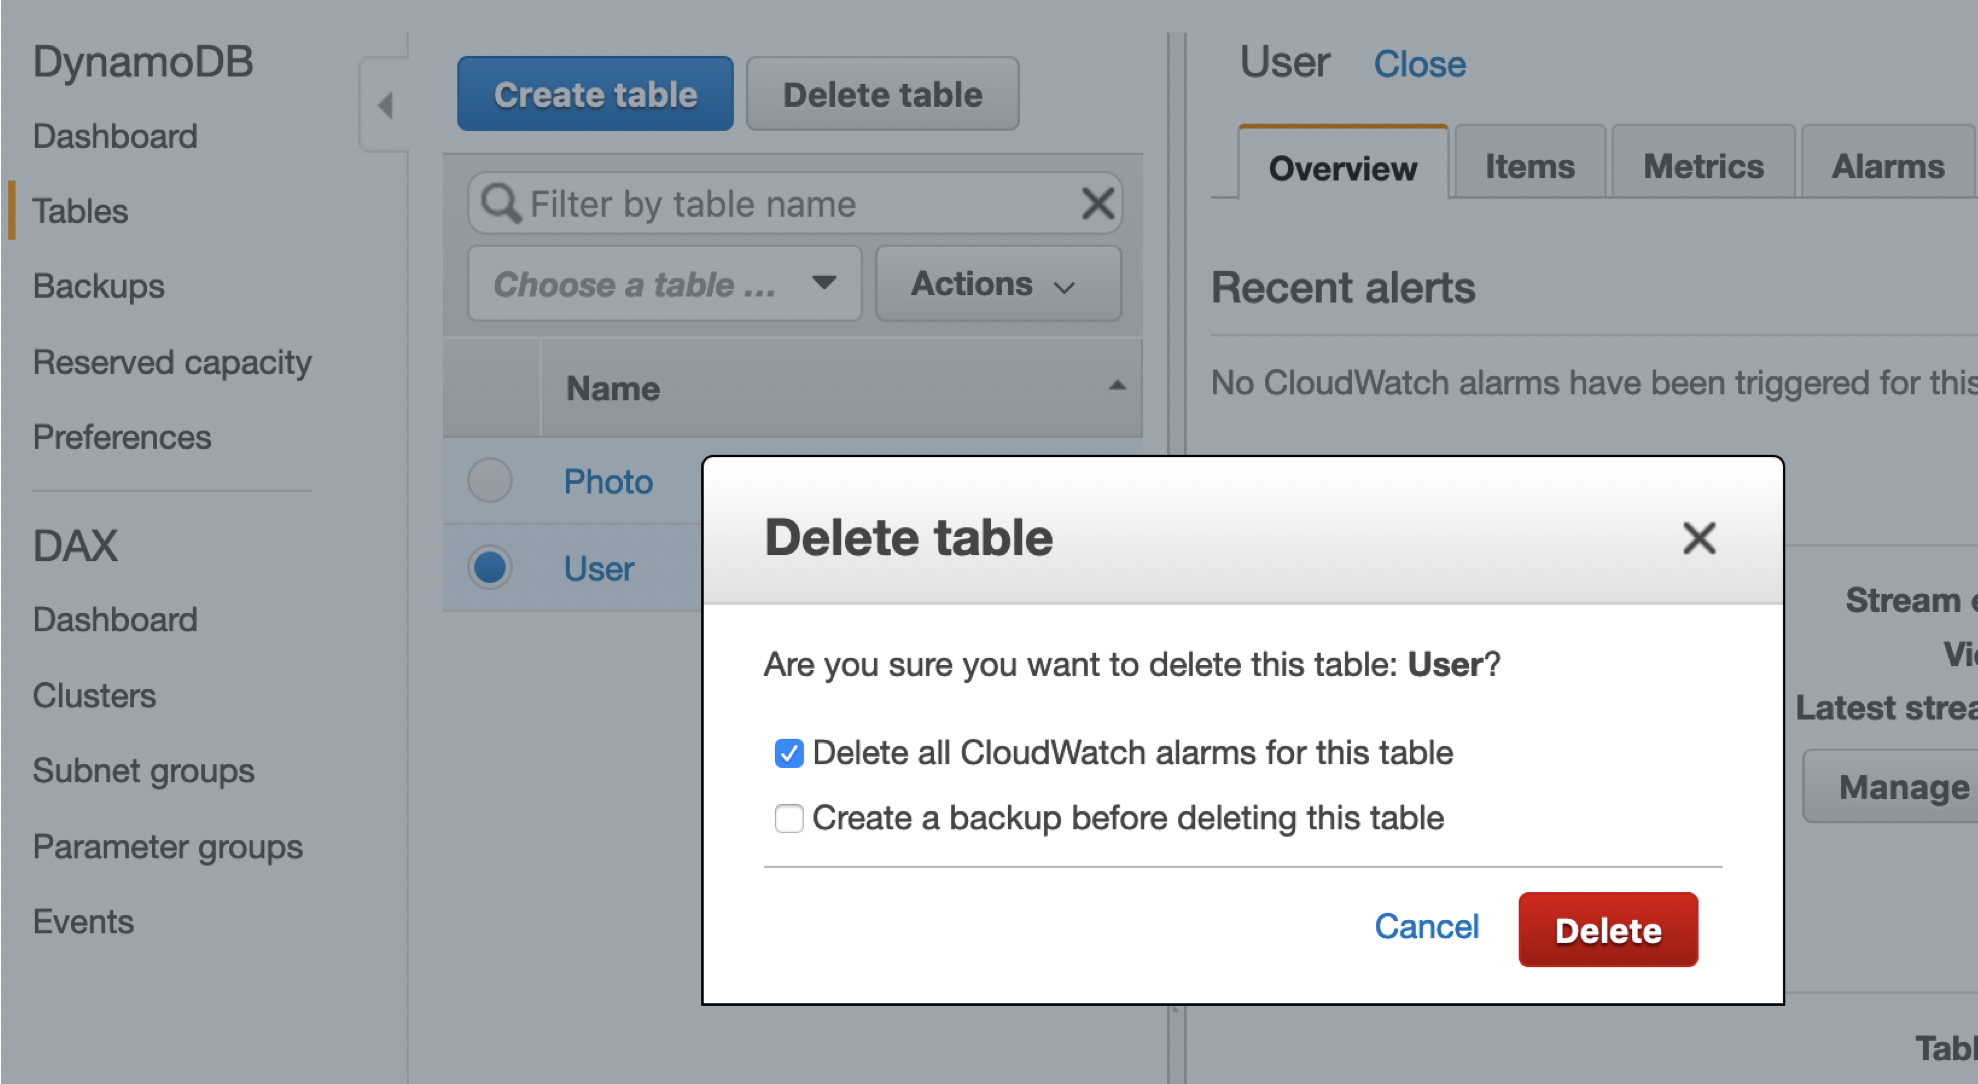 DynamoDB
Dashboard
Tables
Backups
Reserved capacity
Preferences
DAX
Dashboard
Clusters
Subnet groups
Parameter groups
Events
Create table
Delete table
Filter by table name
Choose a table ...
Actions
Name
Photo
User
User Close
Overview
Items
Metrics
Alarms
Recent alerts
No CloudWatch alarms have been triggered for this
Stream
Latest
Manage
Delete table
Are you sure you want to delete this table: User?
Delete all CloudWatch alarms for this table
Create a backup before deleting this table
Cancel
Delete